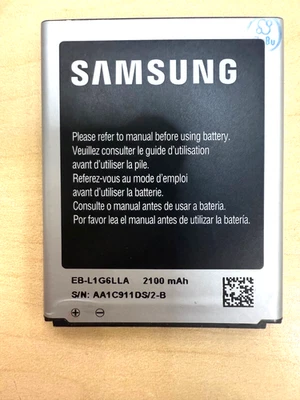 SAMSUNG
Please refer to manual before using battery.
Veuillez consulter le guide d'utilisation
avant d'utiliser la pile.
Referez-vous au mode d'emploi
avant d'utiliser la batterie.
Consulte o manual antes de usar a bateria.
Por favor lea el manual antes de utilizar la batería.
EB-L1G6LLA 2100 mAh
S/N: AA1C911DS/2-B